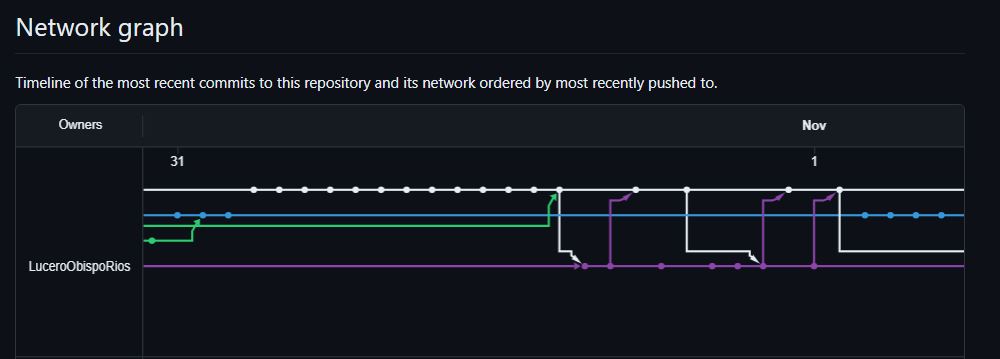 Network graph
Timeline of the most recent commits to this repository and its network ordered by most recently pushed to.
Owners
Nov
31
1
LuceroObispoRios